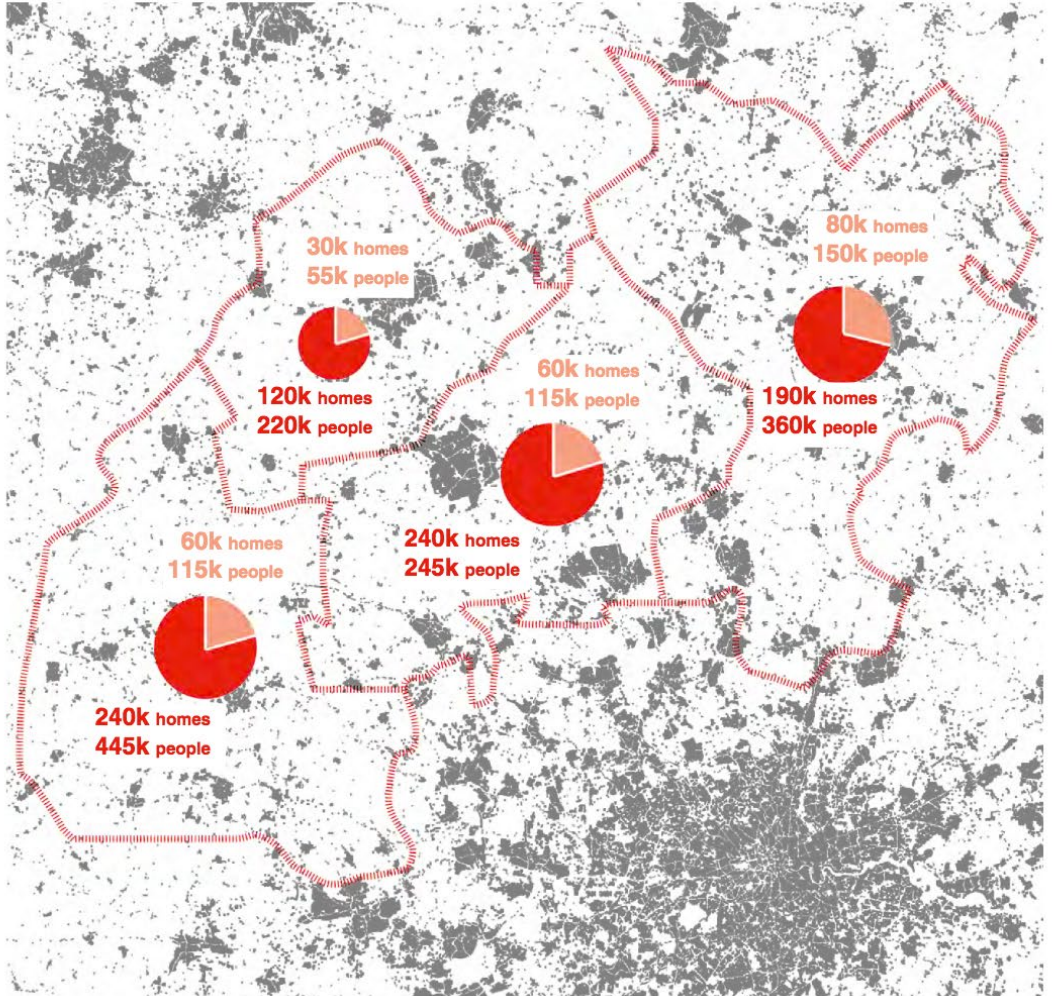 80k homes
150k people
30k homes
55k people
60k homes
115k people
120k homes
220k people
190k homes
360k people
60k homes
115k people
240k homes
245k people
240k homes
445k people